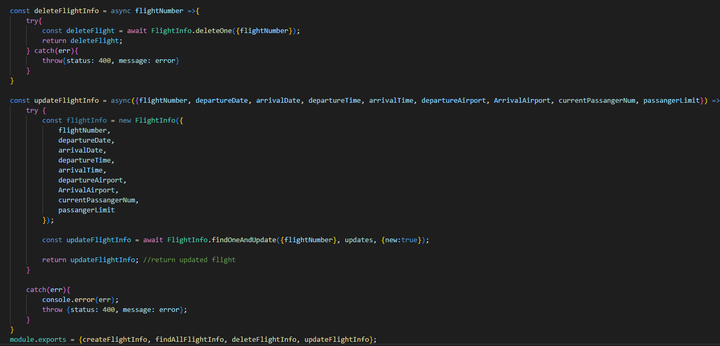 const deleteFlightInfo = async flightNumber =>{
    try{
        const deleteFlight = await FlightInfo.deleteOne({flightNumber});
        return deleteFlight;
    } catch(err){
        throw{status: 400, message: error}
    }
}
const updateFlightInfo = async({flightNumber, departureDate, arrivalDate, departureTime, arrivalTime, departureAirport, ArrivalAirport, currentPassangerNum, passangerLimit}) =>
    try {
        const flightInfo = new FlightInfo({
            flightNumber,
            departureDate,
            arrivalDate,
            departureTime,
            arrivalTime,
            departureAirport,
            ArrivalAirport,
            currentPassangerNum,
            passangerLimit
        });
        const updateFlightInfo = await FlightInfo.findOneAndUpdate({flightNumber}, updates, {new:true});
        return updateFlightInfo; //return updated flight
    }
    catch(err){
        console.error(err);
        throw {status: 400, message: error};
    }
}
module.exports = {createFlightInfo, findAllFlightInfo, deleteFlightInfo, updateFlightInfo};